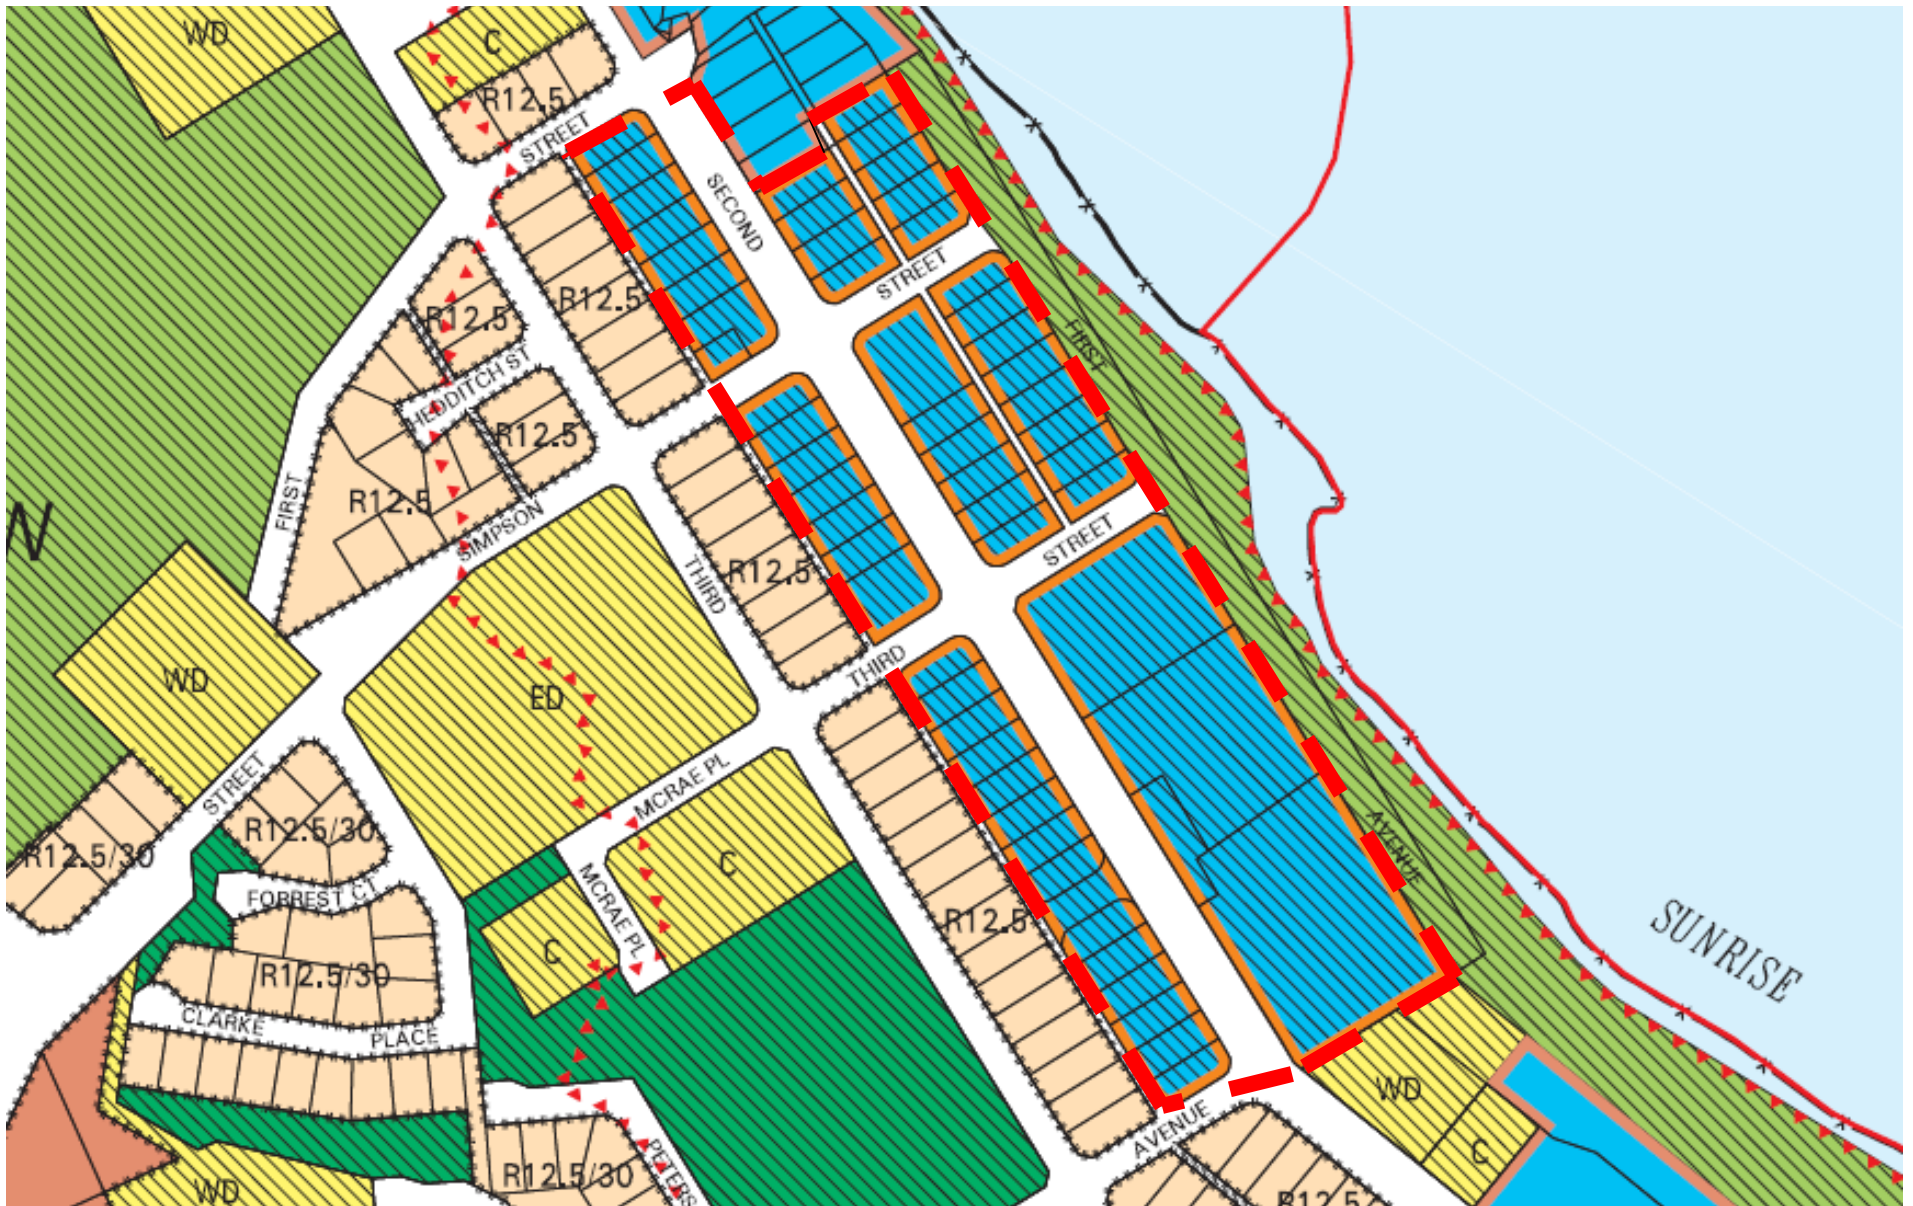 WD
C
R12.5
STREET
SECOND
STREET
R12.5
R12.5
FIRST
HEDDITCH ST
R12.5
R12.5
FIRST
SIMPSON
W
STREET
THIRD
R12.5
WD
ED
THIRD
MCRAE PL
STREET
R12.5/30
R12.5/30
AVENUE
C
MCRAE PL
FORREST CT
R12.5
C
SUNRISE
R12.5/30
CLARKE
PLACE
WD
AVENUE
C
PETERS
R12.5/30
WD
R12.5